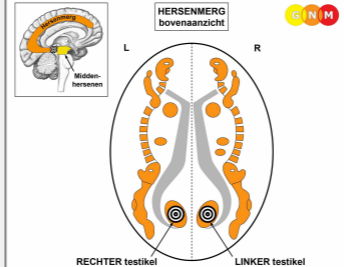 HERSENMERG
bovenaanzicht
GNM
Hersenmerg
Midden-
hersenen
L
R
RECHTER testikel
LINKER testikel